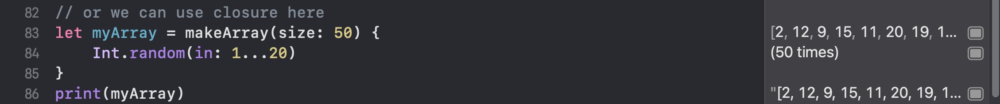 82 // or we can use closure here
83 let myArray = makeArray(size: 50) { [2, 12, 9, 15, 11, 20, 19, 1...
84     Int.random(in: 1...20) (50 times)
85 }
86 print(myArray) "[2, 12, 9, 15, 11, 20, 19, 1...